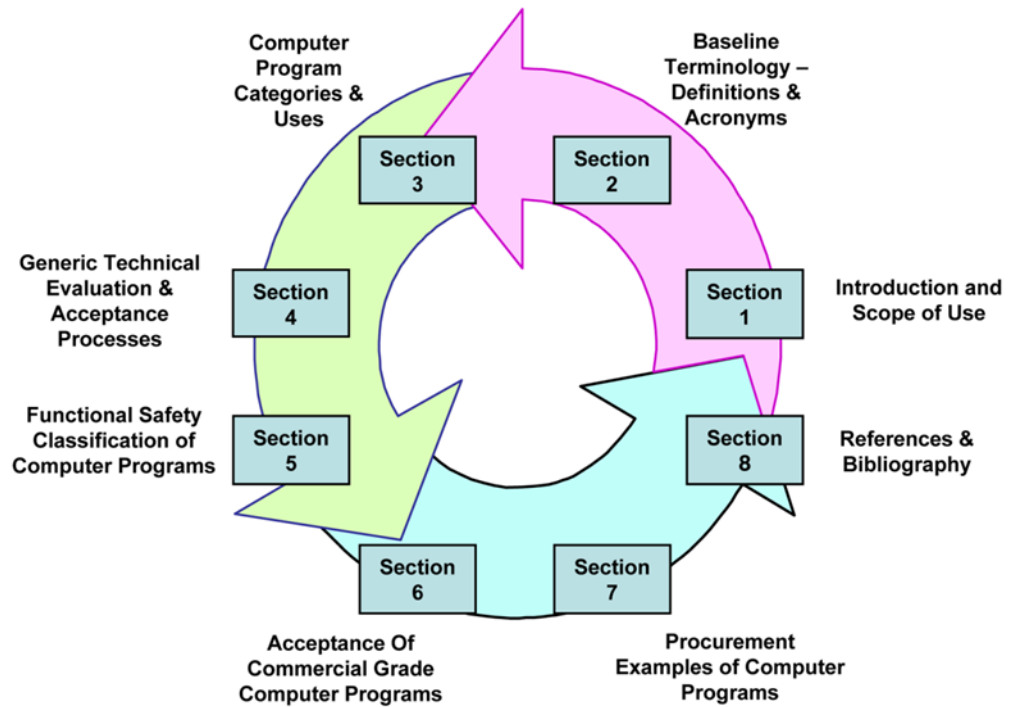 Computer
Program
Categories &
Uses
Baseline
Terminology –
Definitions &
Acronyms
Section
3
Section
2
Generic Technical
Evaluation &
Acceptance
Processes
Section
4
Section
1
Introduction and
Scope of Use
Functional Safety
Classification of
Computer Programs
Section
5
Section
8
References &
Bibliography
Section
6
Section
7
Acceptance Of
Commercial Grade
Computer Programs
Procurement
Examples of Computer
Programs